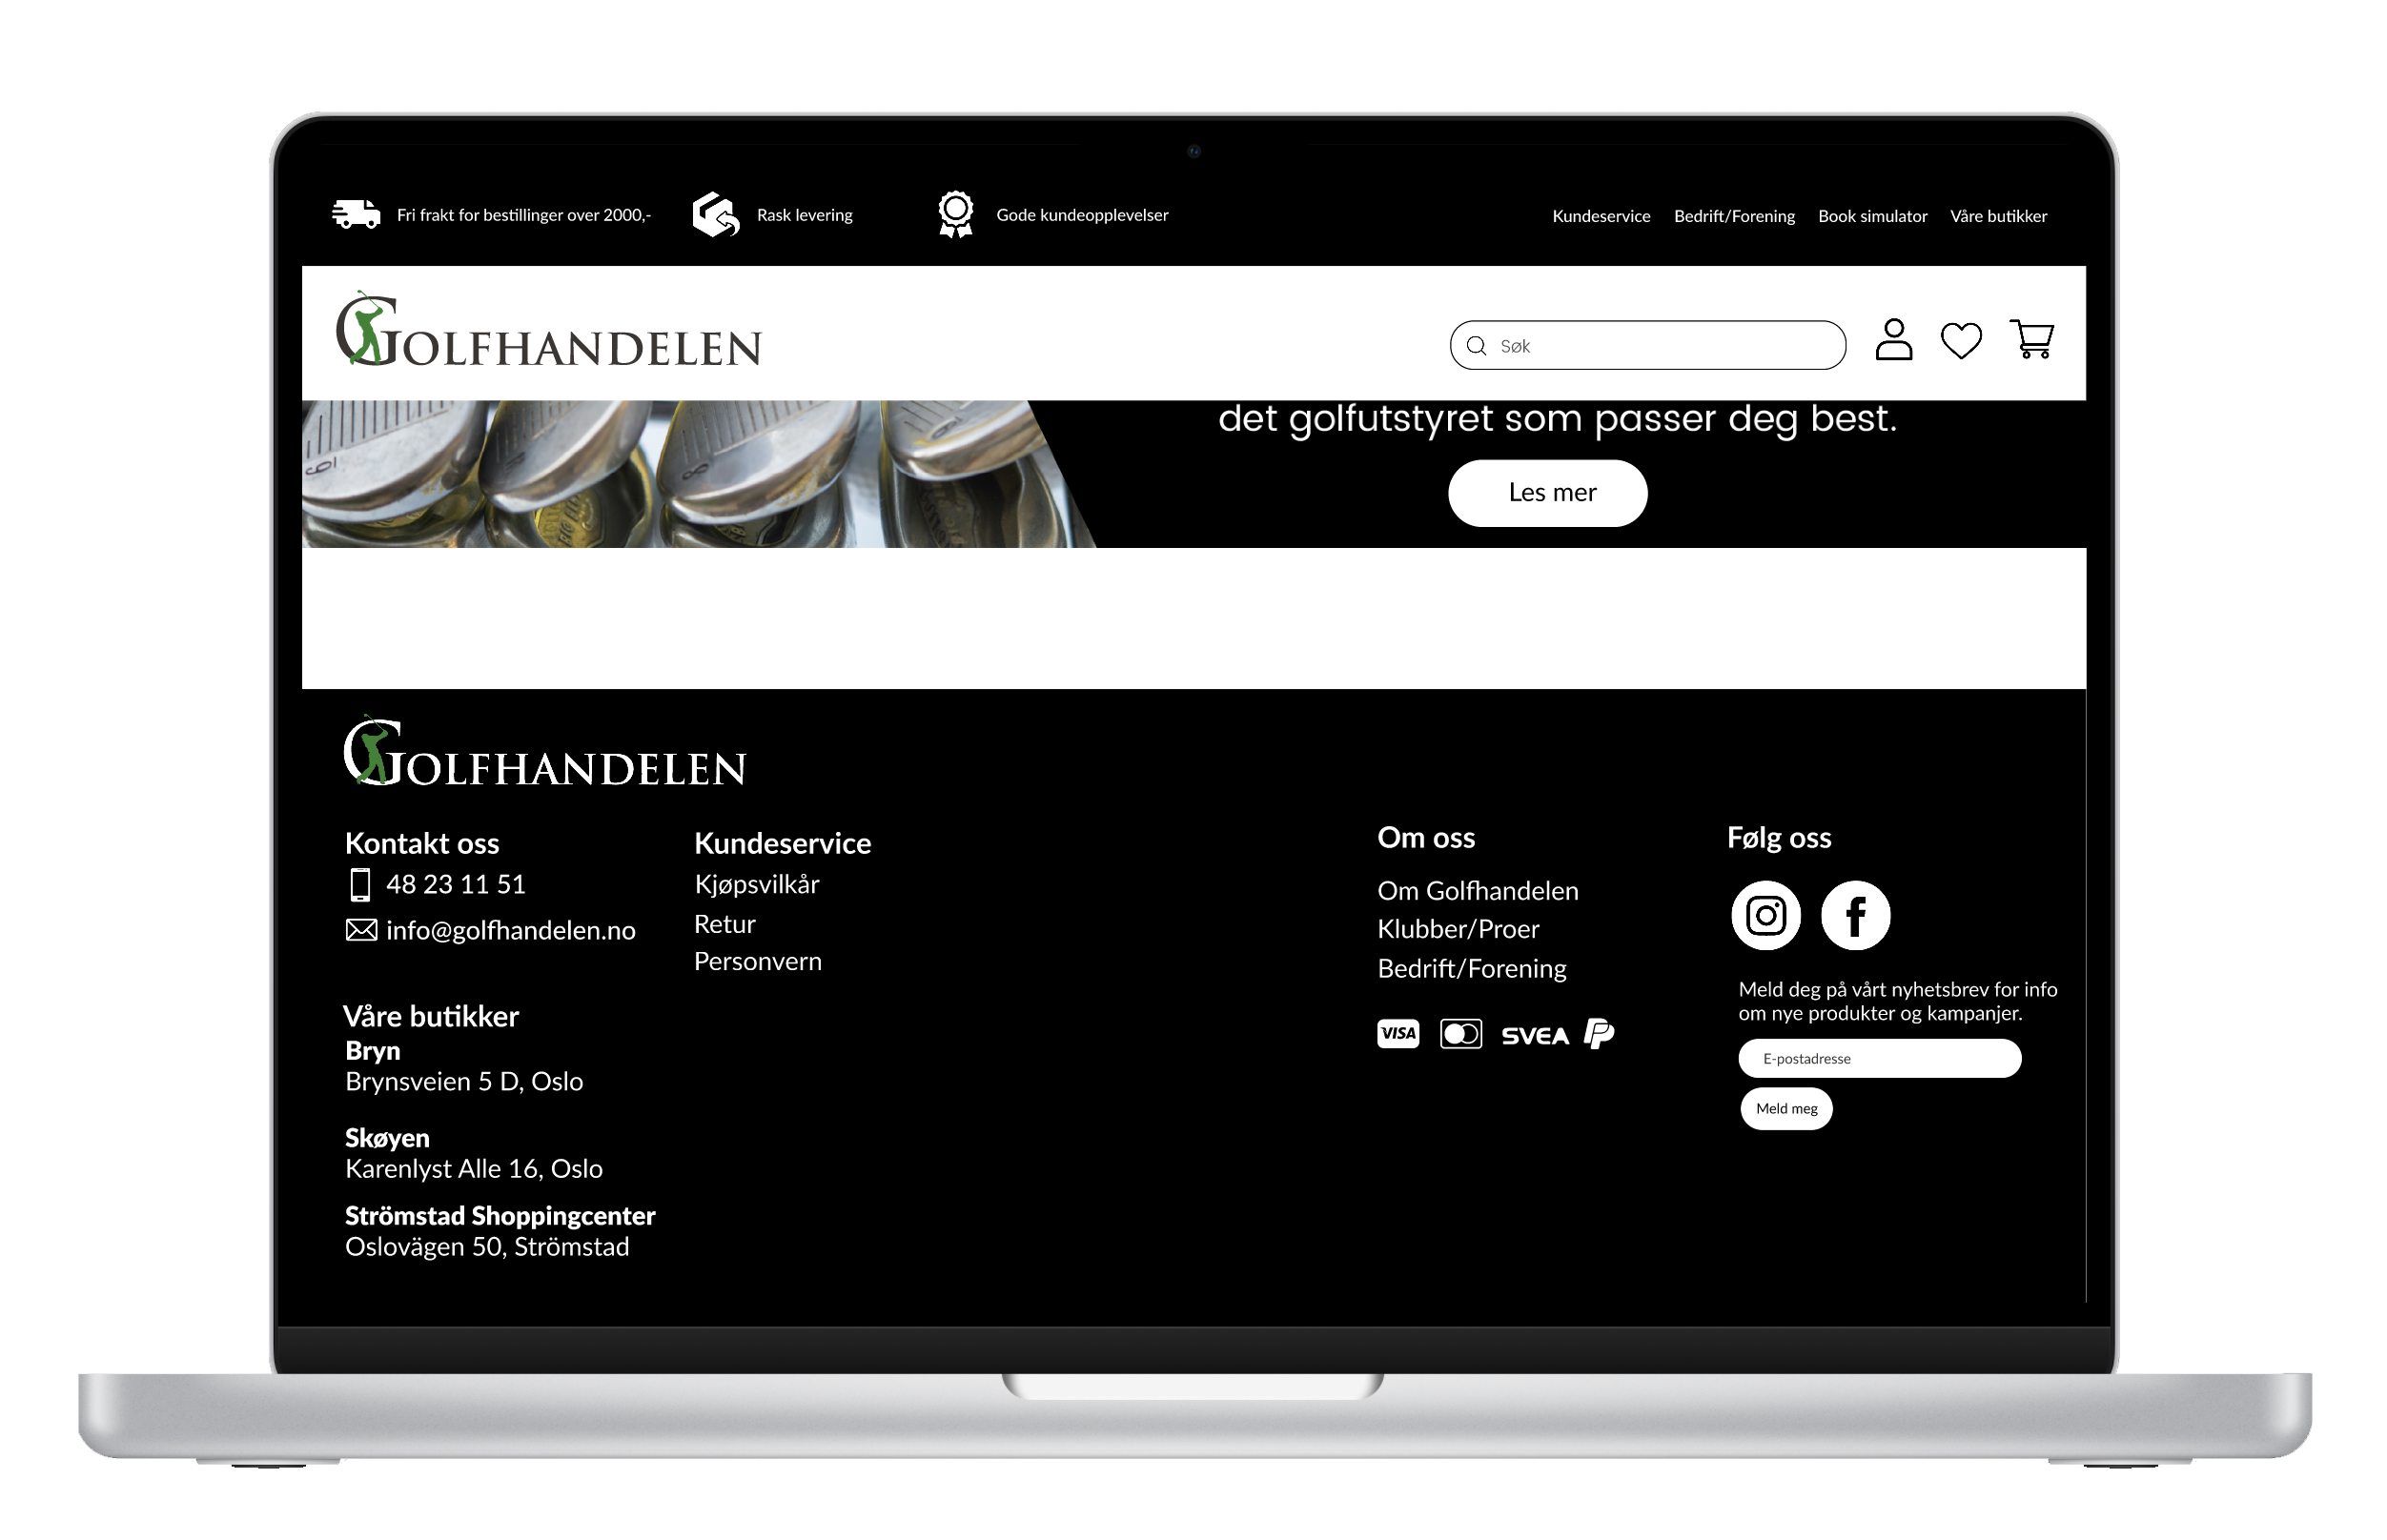 Fri frakt for bestillinger over 2000,-
Rask levering
Gode kundeopplevelser
Kundeservice
Bedrift/Forening
Book simulator
Våre butikker
GOLFHANDELEN
Søk
det golfutstyret som passer deg best.
Les mer
GOLFHANDELEN
Kontakt oss
48 23 11 51
info@golfhandelen.no
Våre butikker
Bryn
Brynsveien 5 D, Oslo
Skøyen
Karenlyst Alle 16, Oslo
Strömstad Shoppingcenter
Oslovägen 50, Strömstad
Kundeservice
Kjøpsvilkår
Retur
Personvern
Om oss
Om Golfhandelen
Klubber/Proer
Bedrift/Forening
VISA
SVEA
Følg oss
Meld deg på vårt nyhetsbrev for info
om nye produkter og kampanjer.
E-postadresse
Meld meg